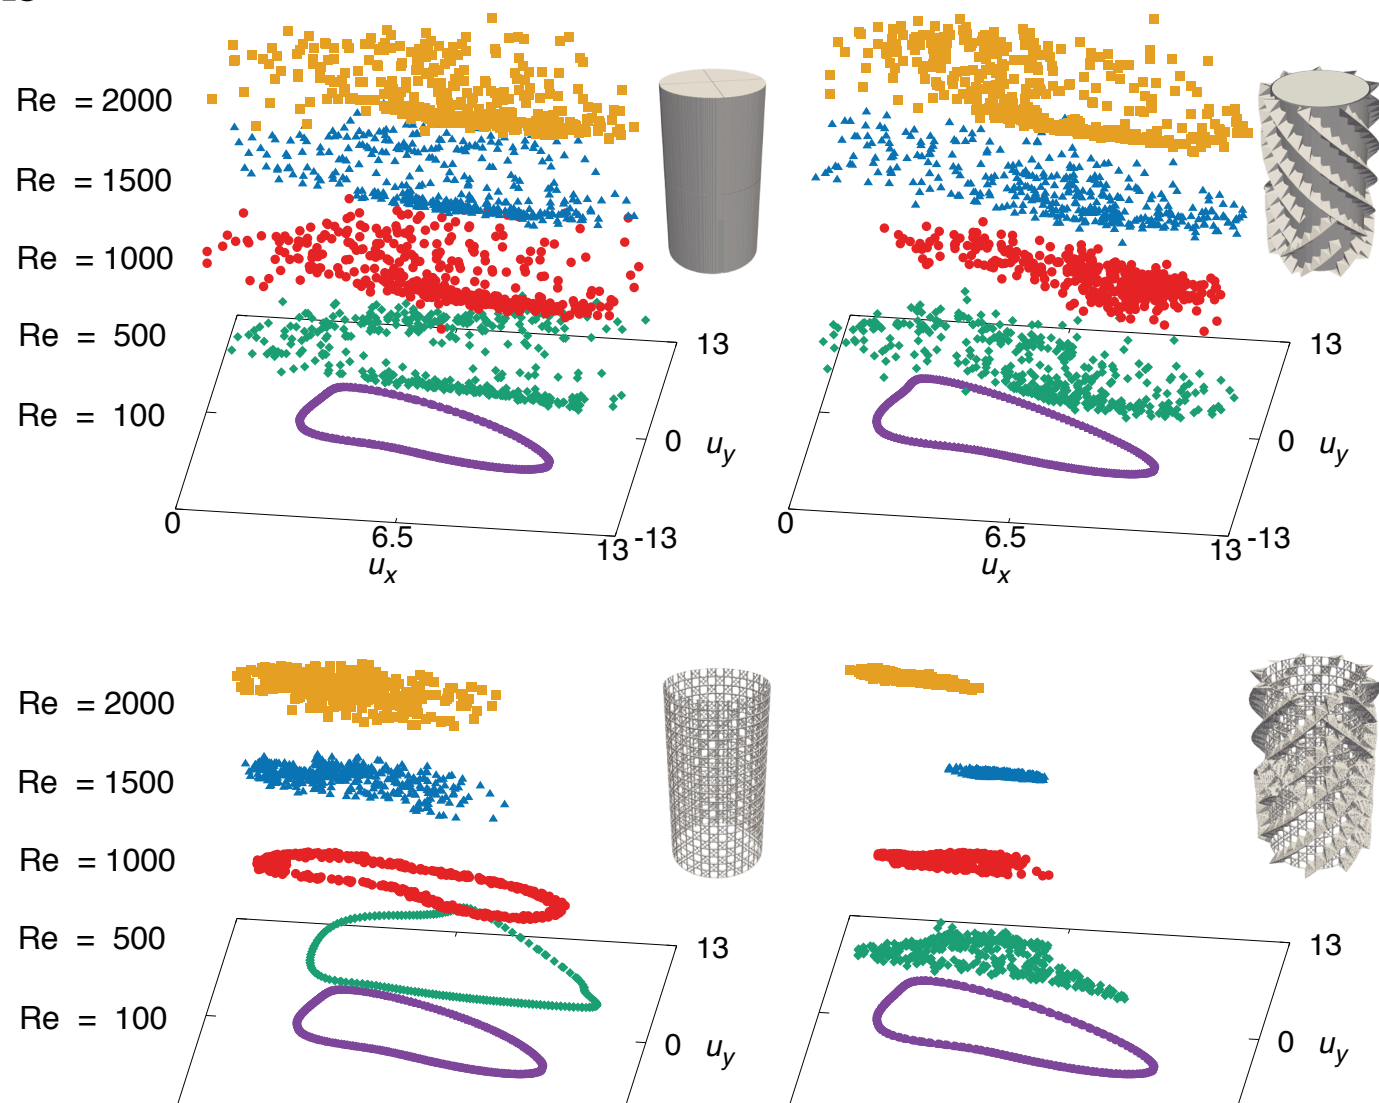 Re = 2000
Re = 1500
Re = 1000
Re = 500
Re = 100
13
0 u_y
-13
0
6.5
13
u_x
13
0 u_y
-13
0
6.5
13
u_x
Re = 2000
Re = 1500
Re = 1000
Re = 500
Re = 100
13
0 u_y
13
0 u_y